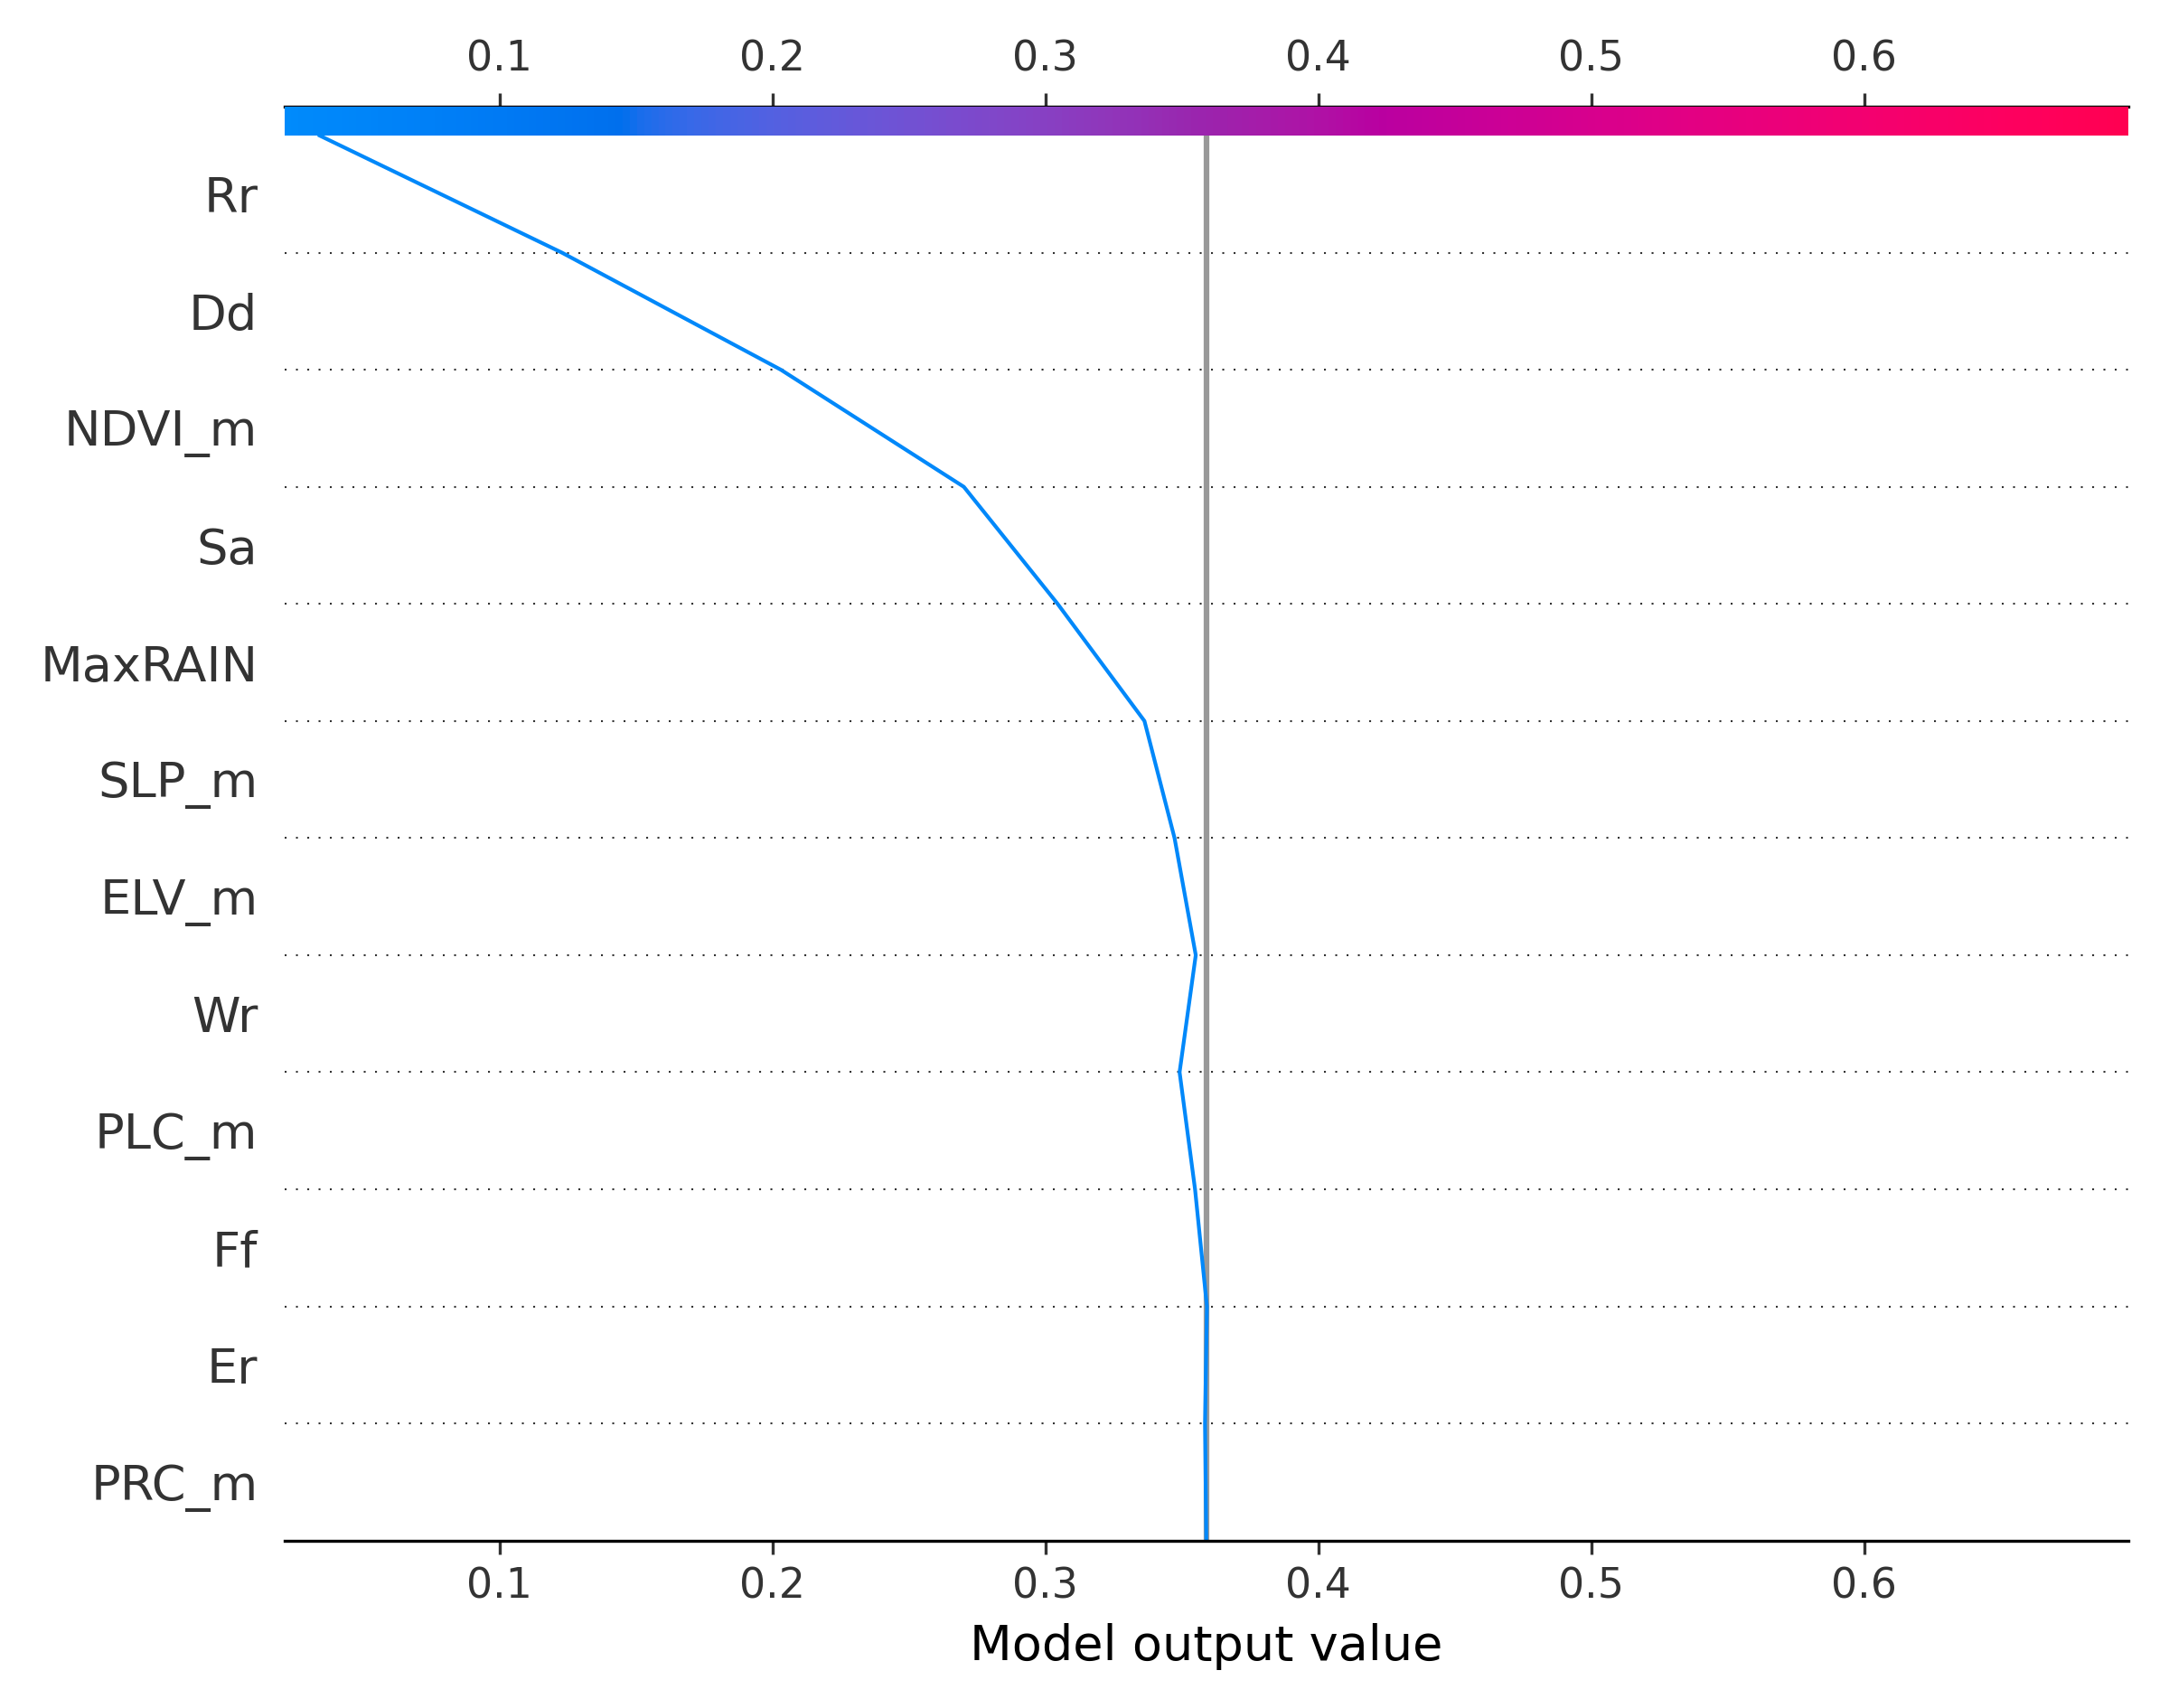 0.1 0.2 0.3 0.4 0.5 0.6
Rr
Dd
NDVI_m
Sa
MaxRAIN
SLP_m
ELV_m
Wr
PLC_m
Ff
Er
PRC_m
0.1 0.2 0.3 0.4 0.5 0.6
Model output value